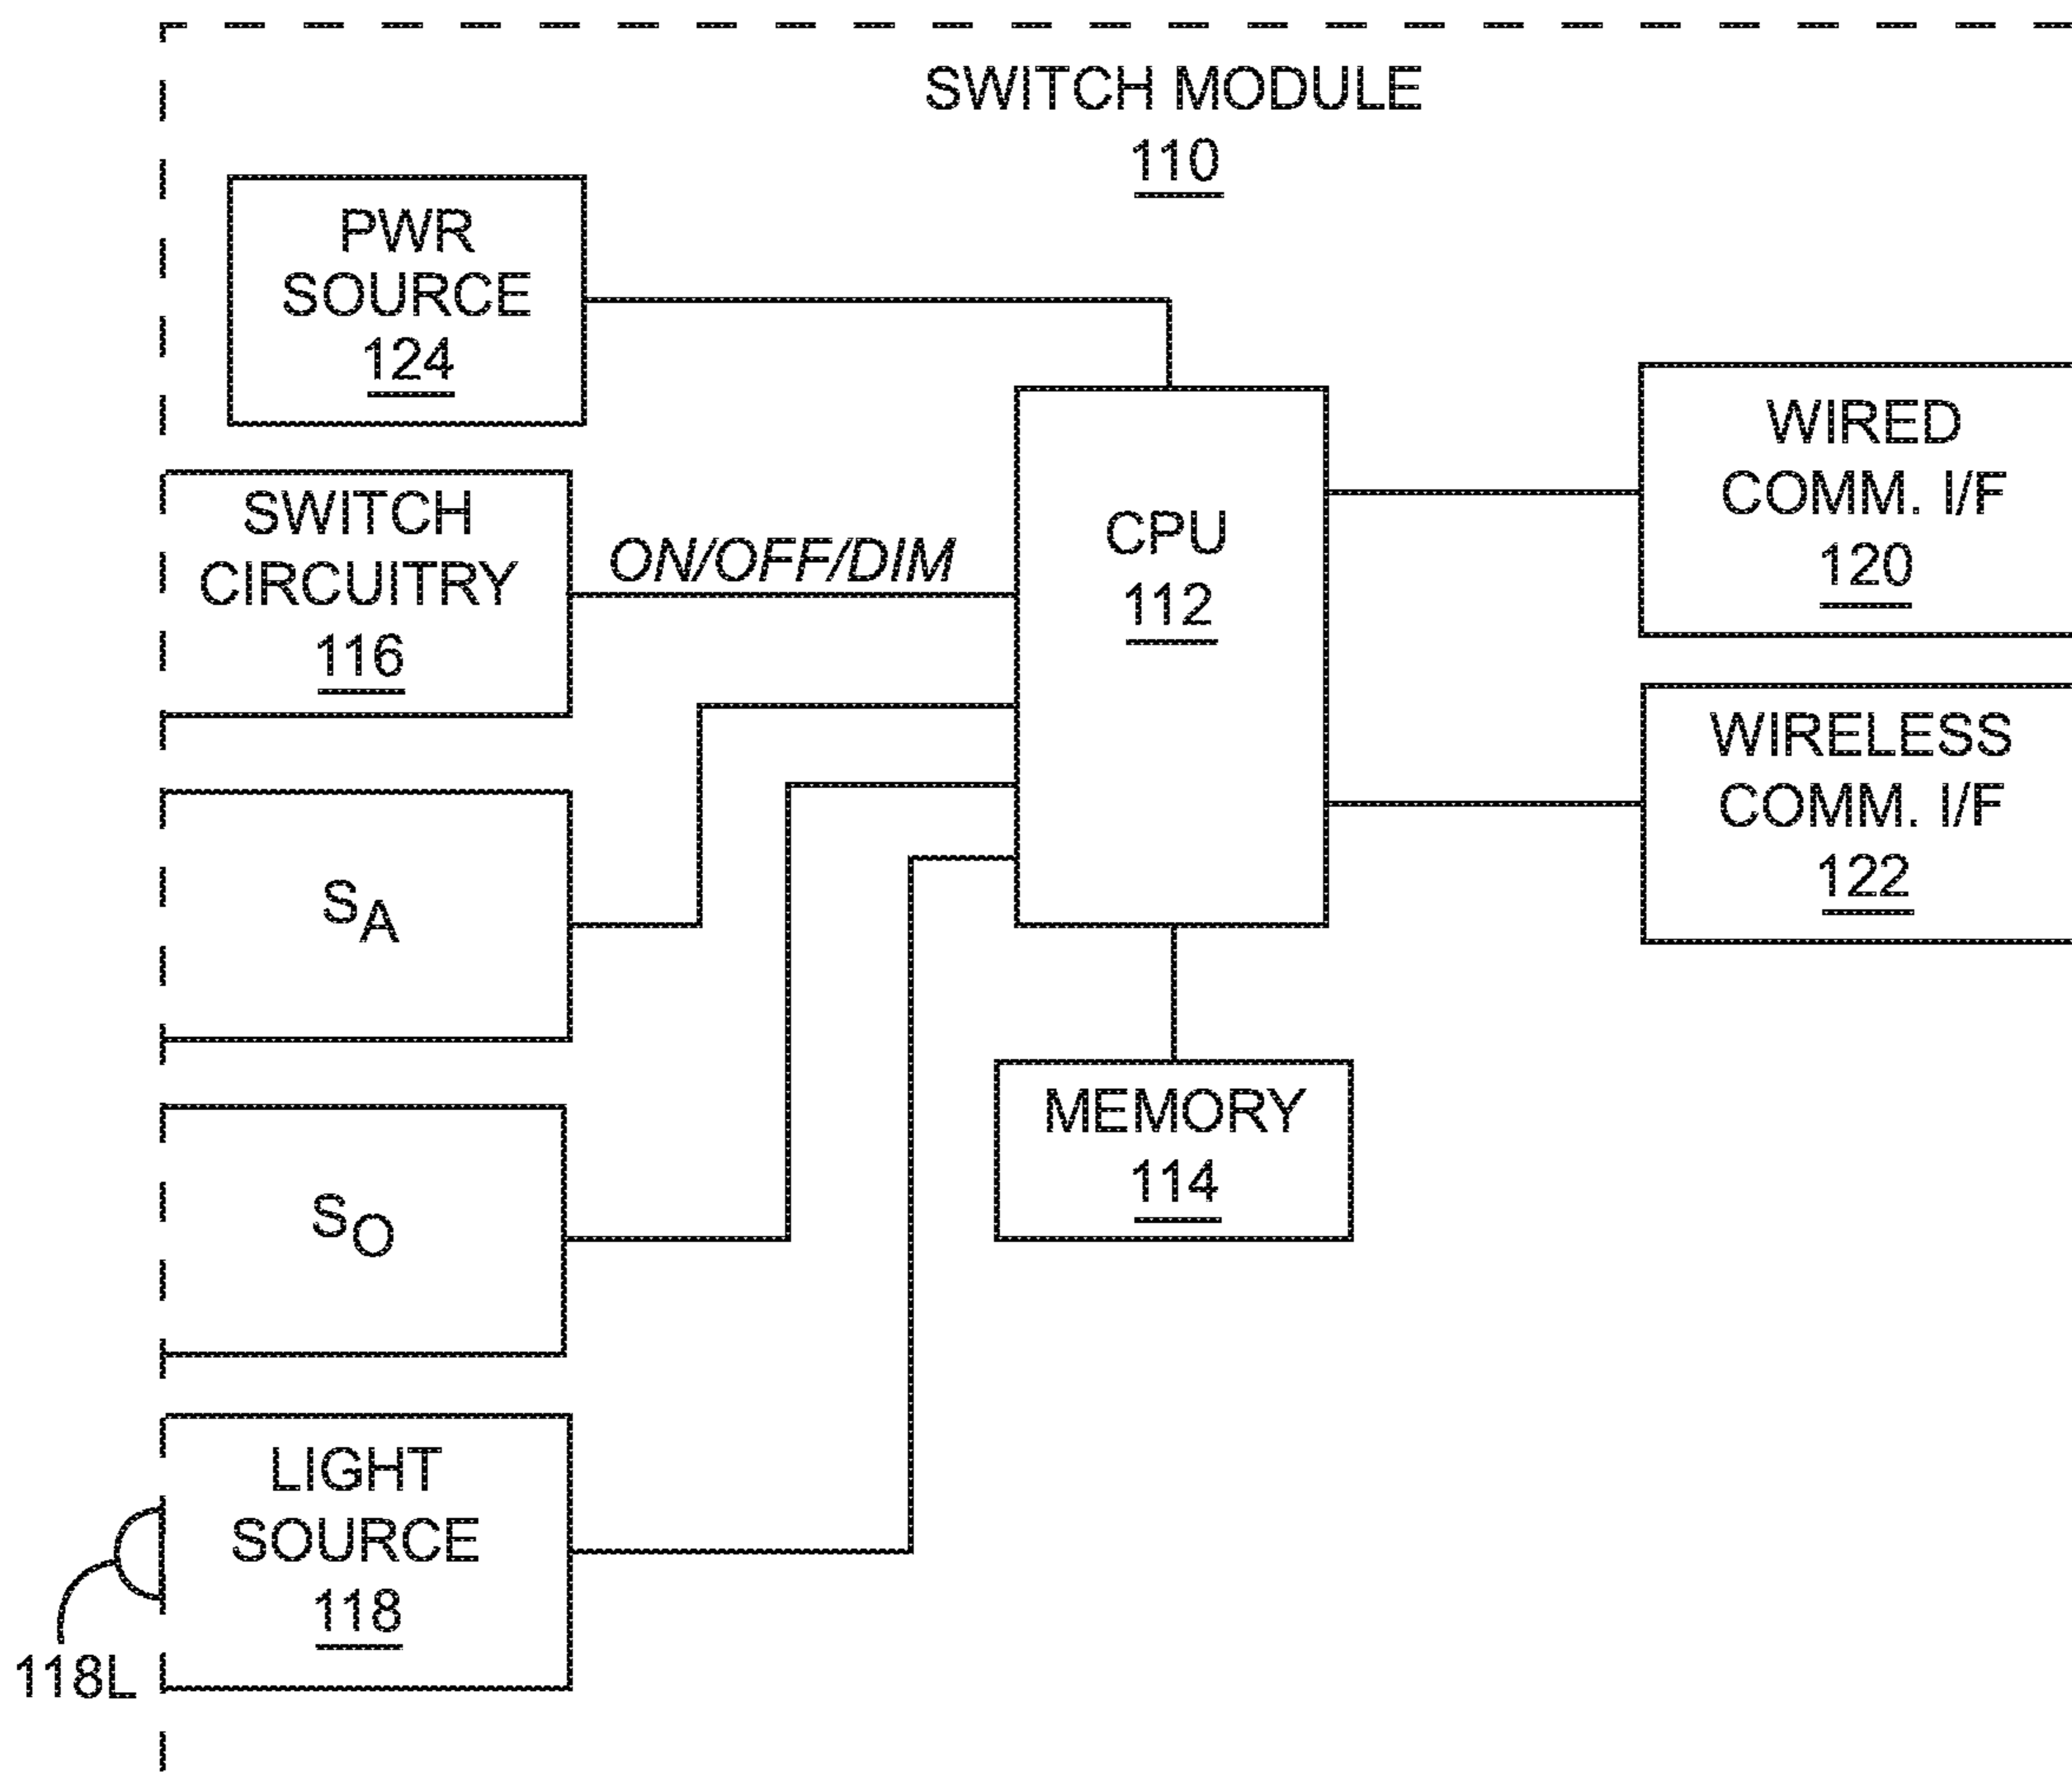 SWITCH MODULE
110
PWR
SOURCE
124
SWITCH
CIRCUITRY
116
ON/OFF/DIM
CPU
112
WIRED
COMM. I/F
120
WIRELESS
COMM. I/F
122
SA
MEMORY
114
SO
LIGHT
SOURCE
118
118L